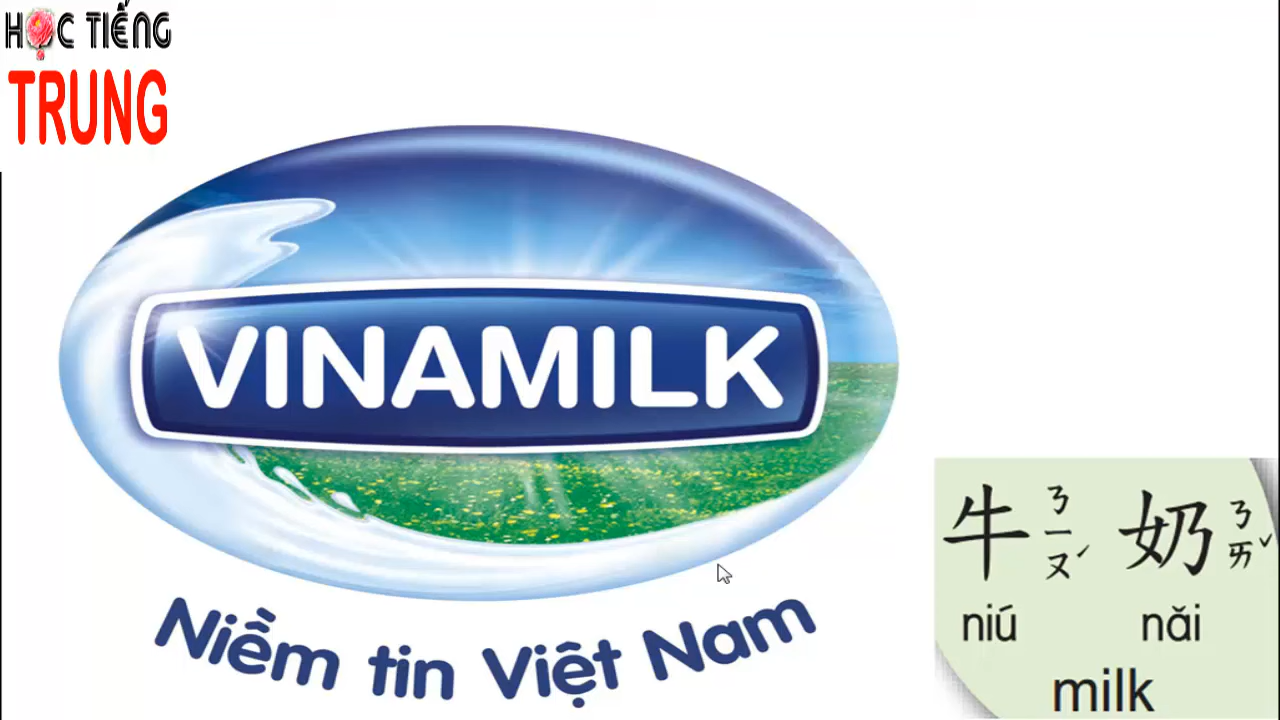 HỌC TIẾNG
TRUNG
VINAMILK
Niềm tin Việt Nam
牛 ㄋㄧㄡˊ 奶 ㄋㄞˇ
niú nǎi
milk